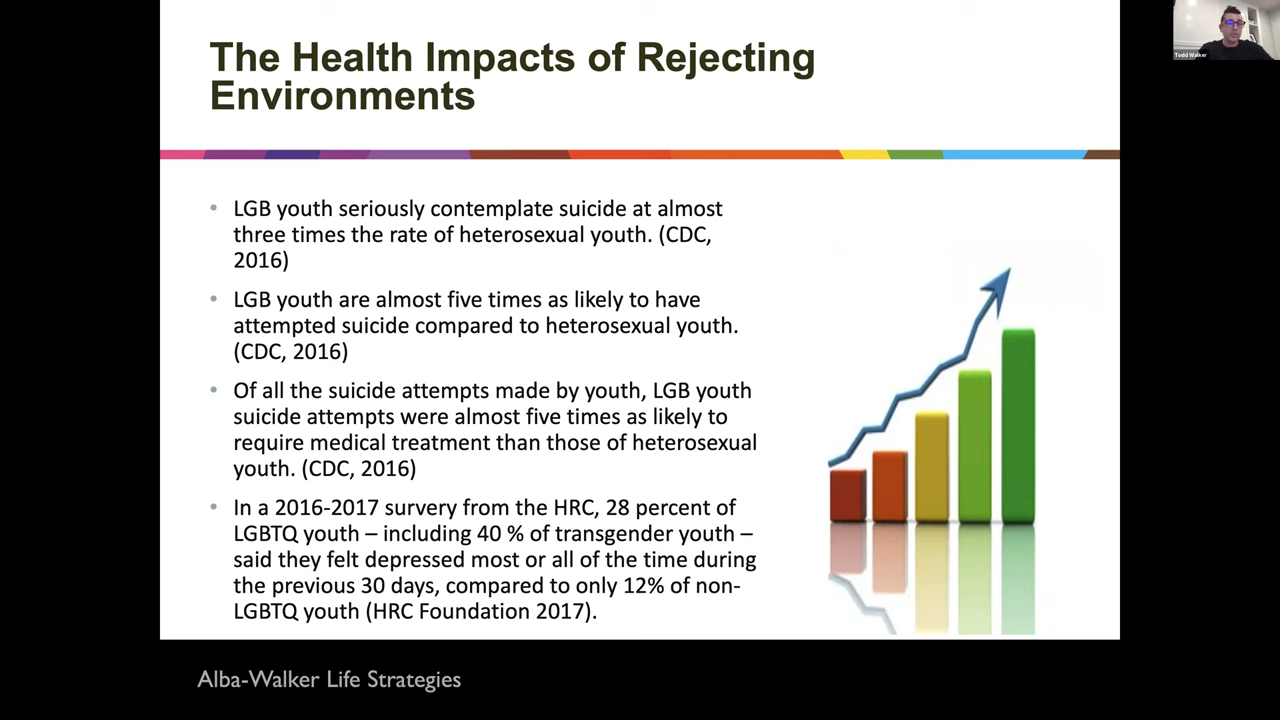 The Health Impacts of Rejecting
Environments
• LGB youth seriously contemplate suicide at almost
three times the rate of heterosexual youth. (CDC,
2016)
• LGB youth are almost five times as likely to have
attempted suicide compared to heterosexual youth.
(CDC, 2016)
• Of all the suicide attempts made by youth, LGB youth
suicide attempts were almost five times as likely to
require medical treatment than those of heterosexual
youth. (CDC, 2016)
• In a 2016-2017 survery from the HRC, 28 percent of
LGBTQ youth – including 40 % of transgender youth –
said they felt depressed most or all of the time during
the previous 30 days, compared to only 12% of non-
LGBTQ youth (HRC Foundation 2017).
Alba-Walker Life Strategies
Todd Walker